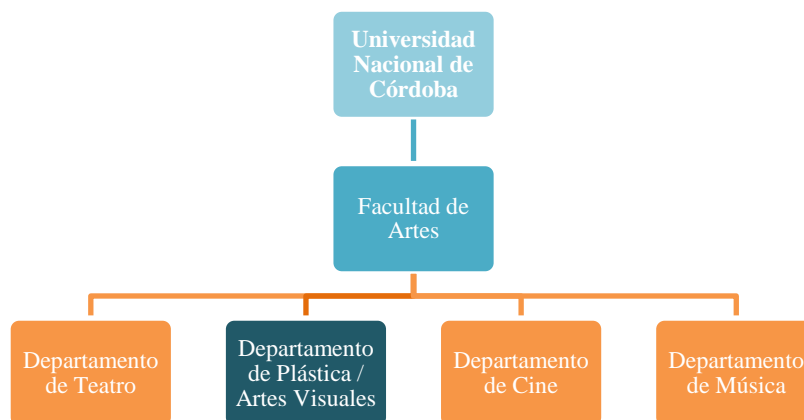 Universidad
Nacional de
Córdoba
Facultad de
Artes
Departamento
de Teatro
Departamento
de Plástica /
Artes Visuales
Departamento
de Cine
Departamento
de Música